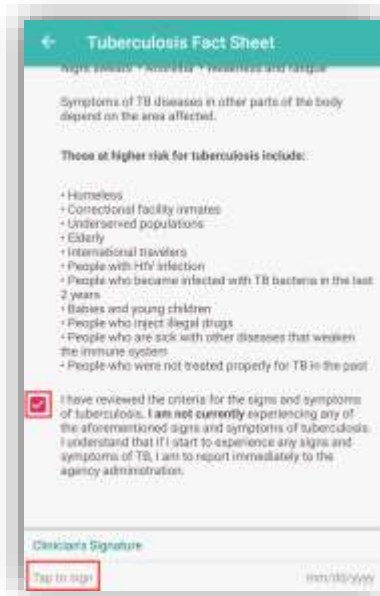 Tuberculosis Fact Sheet
Night sweats • Anorexia • Weakness and fatigue
Symptoms of TB diseases in other parts of the body
depend on the area affected.
Those at higher risk for tuberculosis include:
• Homeless
• Correctional facility inmates
• Underserved populations
• Elderly
• International travelers
• People with HIV infection
• People who became infected with TB bacteria in the last
2 years
• Babies and young children
• People who inject illegal drugs
• People who are sick with other diseases that weaken
the immune system
• People who were not treated properly for TB in the past
I have reviewed the criteria for the signs and symptoms
of tuberculosis. I am not currently experiencing any of
the aforementioned signs and symptoms of tuberculosis.
I understand that if I start to experience any signs and
symptoms of TB, I am to report immediately to the
agency administration.
Clinician's Signature
Tap to sign mm/dd/yyyy